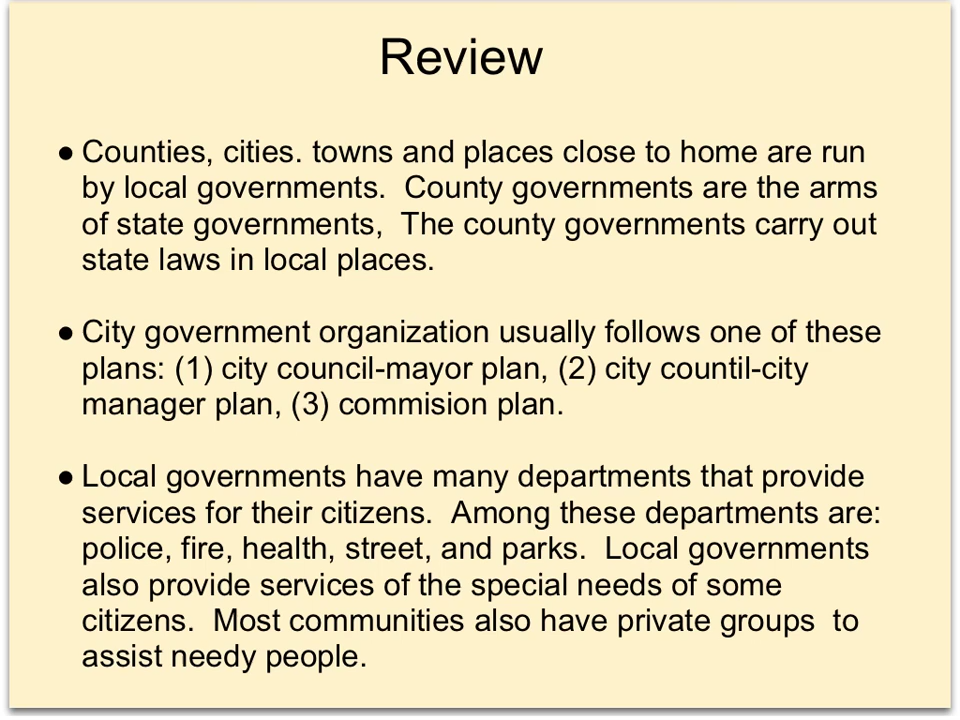 Review
● Counties, cities. towns and places close to home are run
by local governments.  County governments are the arms
of state governments,  The county governments carry out
state laws in local places.
● City government organization usually follows one of these
plans: (1) city council-mayor plan, (2) city countil-city
manager plan, (3) commision plan.
● Local governments have many departments that provide
services for their citizens.  Among these departments are:
police, fire, health, street, and parks.  Local governments
also provide services of the special needs of some
citizens.  Most communities also have private groups  to
assist needy people.